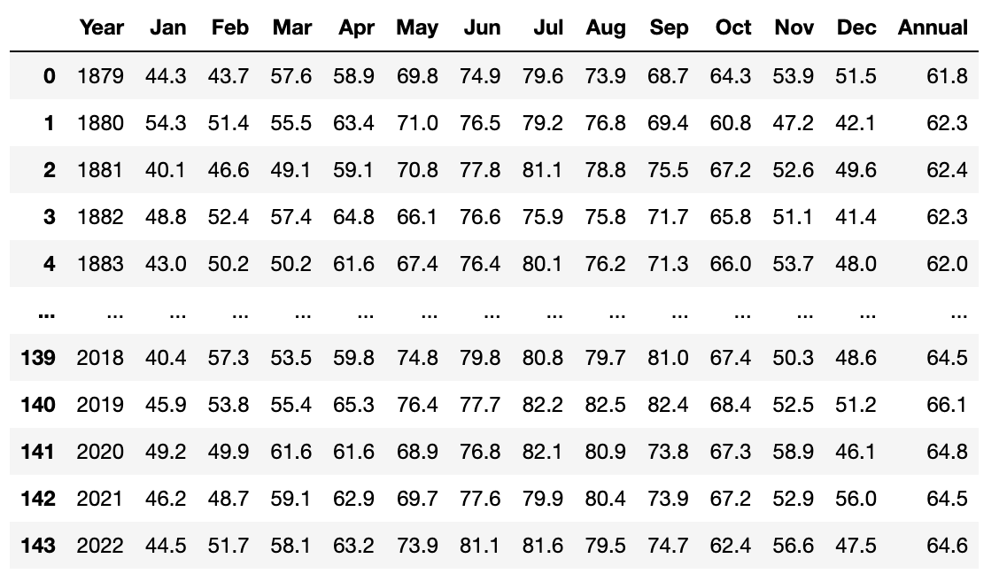 Year Jan Feb Mar Apr May Jun Jul Aug Sep Oct Nov Dec Annual
0 1879 44.3 43.7 57.6 58.9 69.8 74.9 79.6 73.9 68.7 64.3 53.9 51.5 61.8
1 1880 54.3 51.4 55.5 63.4 71.0 76.5 79.2 76.8 69.4 60.8 47.2 42.1 62.3
2 1881 40.1 46.6 49.1 59.1 70.8 77.8 81.1 78.8 75.5 67.2 52.6 49.6 62.4
3 1882 48.8 52.4 57.4 64.8 66.1 76.6 75.9 75.8 71.7 65.8 51.1 41.4 62.3
4 1883 43.0 50.2 50.2 61.6 67.4 76.4 80.1 76.2 71.3 66.0 53.7 48.0 62.0
... ... ... ... ... ... ... ... ... ... ... ... ... ... ...
139 2018 40.4 57.3 53.5 59.8 74.8 79.8 80.8 79.7 81.0 67.4 50.3 48.6 64.5
140 2019 45.9 53.8 55.4 65.3 76.4 77.7 82.2 82.5 82.4 68.4 52.5 51.2 66.1
141 2020 49.2 49.9 61.6 61.6 68.9 76.8 82.1 80.9 73.8 67.3 58.9 46.1 64.8
142 2021 46.2 48.7 59.1 62.9 69.7 77.6 79.9 80.4 73.9 67.2 52.9 56.0 64.5
143 2022 44.5 51.7 58.1 63.2 73.9 81.1 81.6 79.5 74.7 62.4 56.6 47.5 64.6